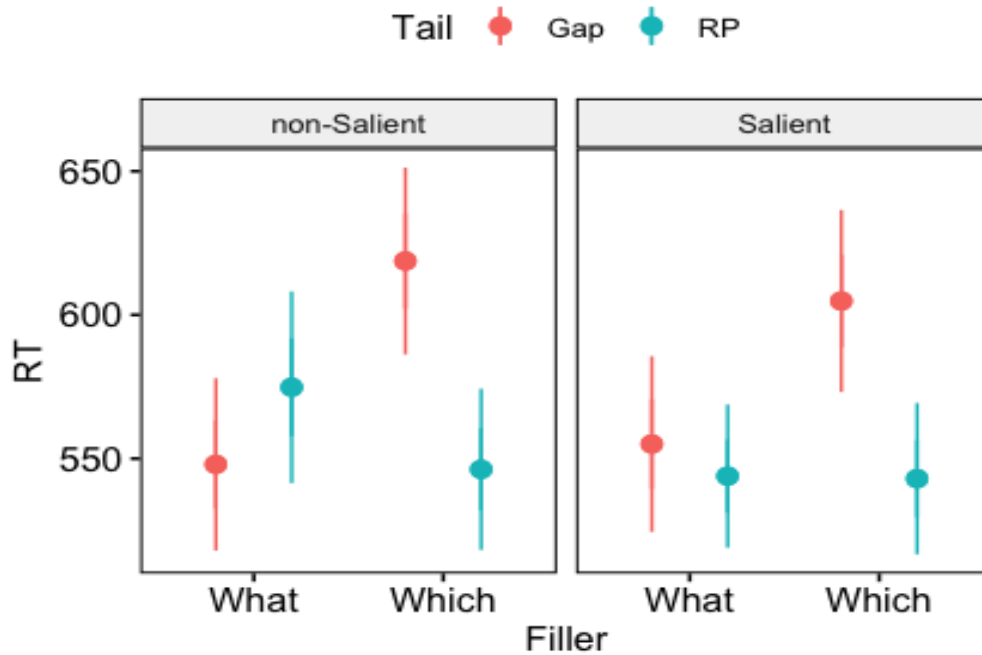 Tail Gap RP
non-Salient Salient
650
600
550
RT
What Which What Which
Filler